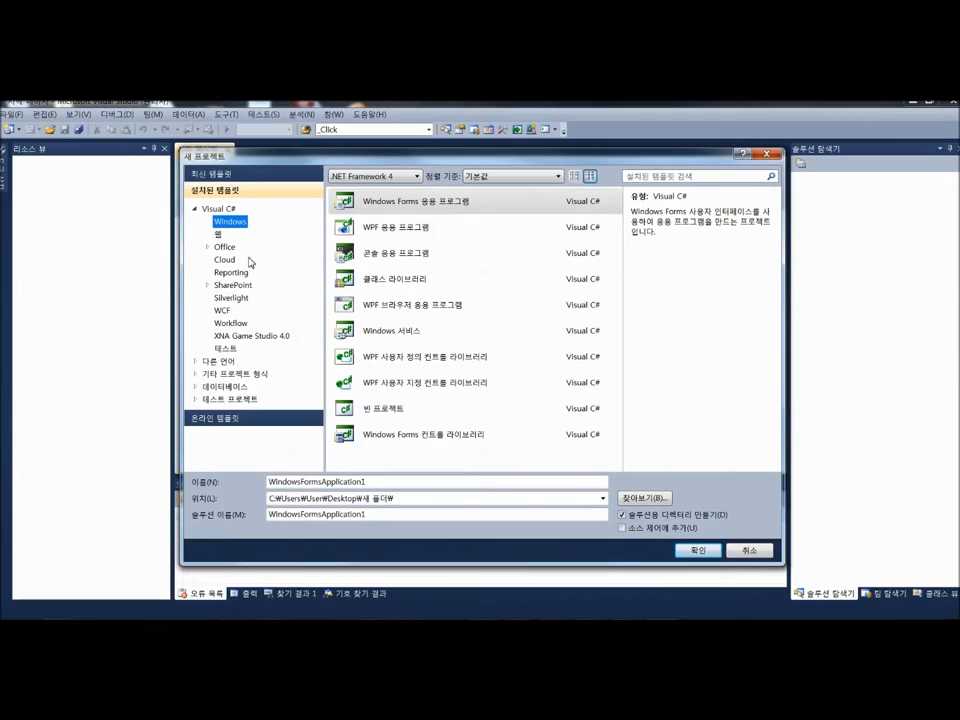 파일(F) 편집(E) 보기(V) 디버그(D) 팀(M) 데이터(A) 도구(T) 테스트(S) 분석(N) 창(W) 도움말(H)
_Click
리소스 뷰
솔루션 탐색기
새 프로젝트
최신 템플릿
.NET Framework 4
정렬 기준:
기본값
설치된 템플릿 검색
설치된 템플릿
Visual C#
Windows
웹
Office
Cloud
Reporting
SharePoint
Silverlight
WCF
Workflow
XNA Game Studio 4.0
테스트
다른 언어
기타 프로젝트 형식
데이터베이스
테스트 프로젝트
온라인 템플릿
Windows Forms 응용 프로그램 Visual C#
WPF 응용 프로그램 Visual C#
콘솔 응용 프로그램 Visual C#
클래스 라이브러리 Visual C#
WPF 브라우저 응용 프로그램 Visual C#
Windows 서비스 Visual C#
WPF 사용자 정의 컨트롤 라이브러리 Visual C#
WPF 사용자 지정 컨트롤 라이브러리 Visual C#
빈 프로젝트 Visual C#
Windows Forms 컨트롤 라이브러리 Visual C#
유형: Visual C#
Windows Forms 사용자 인터페이스를 사
용하여 응용 프로그램을 만드는 프로젝트
입니다.
이름(N): WindowsFormsApplication1
위치(L): C:₩Users₩User₩Desktop₩새 폴더₩ 찾아보기(B)...
솔루션 이름(M): WindowsFormsApplication1
솔루션용 디렉터리 만들기(D)
소스 제어에 추가(U)
확인 취소
오류 목록 출력 찾기 결과 1 기호 찾기 결과
솔루션 탐색기 팀 탐색기 클래스 뷰